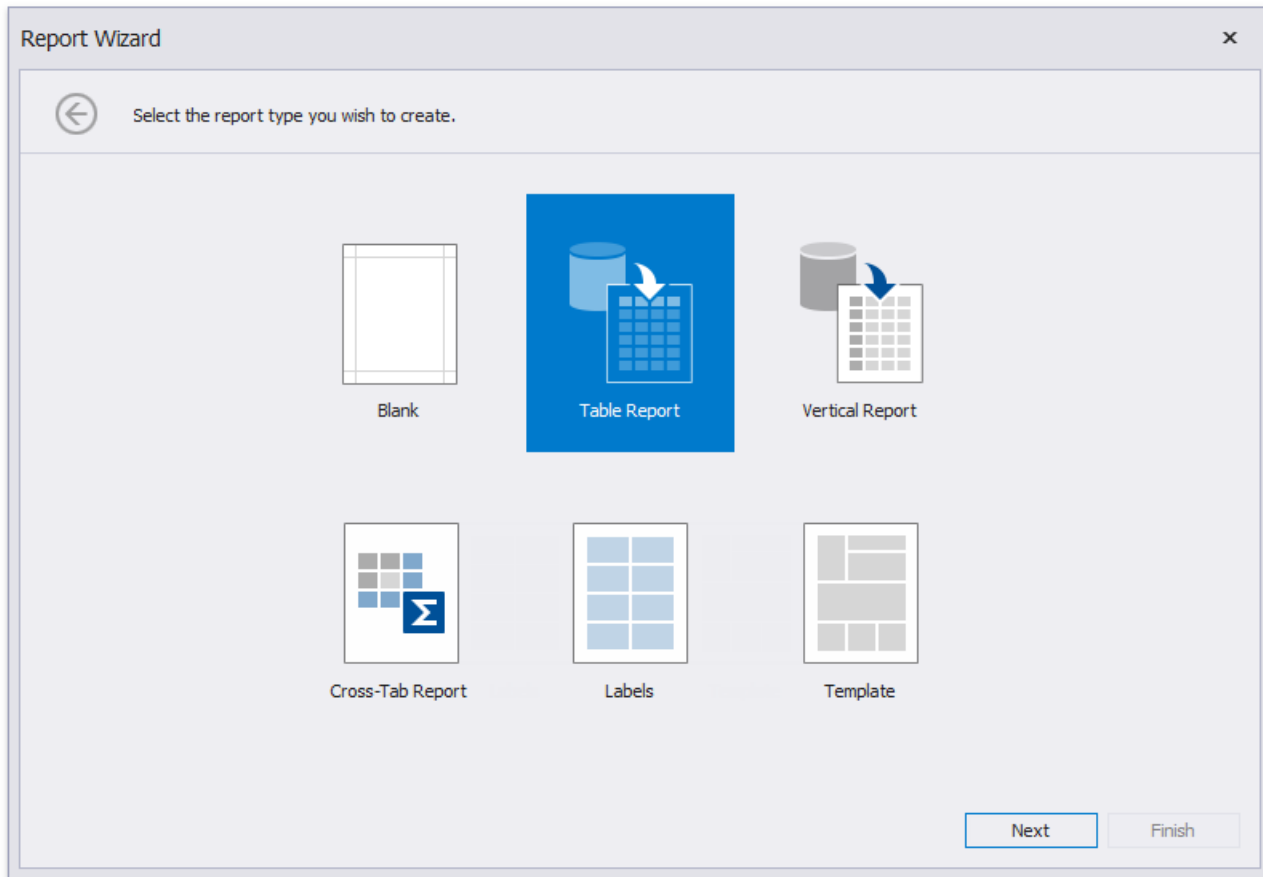 Report Wizard
Select the report type you wish to create.
Blank
Table Report
Vertical Report
Cross-Tab Report
Labels
Template
Next
Finish